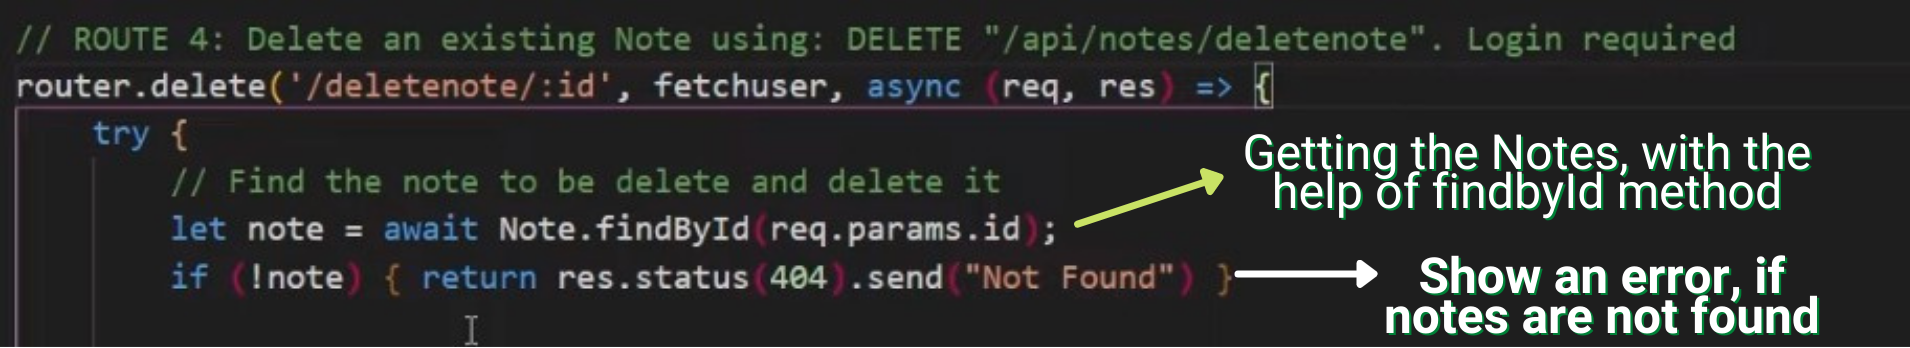 // ROUTE 4: Delete an existing Note using: DELETE "/api/notes/deletenote". Login required
router.delete('/deletenote/:id', fetchuser, async (req, res) => {
try {
// Find the note to be delete and delete it
let note = await Note.findById(req.params.id);
if (!note) { return res.status(404).send("Not Found") }
Getting the Notes, with the
help of findbyId method
Show an error, if
notes are not found